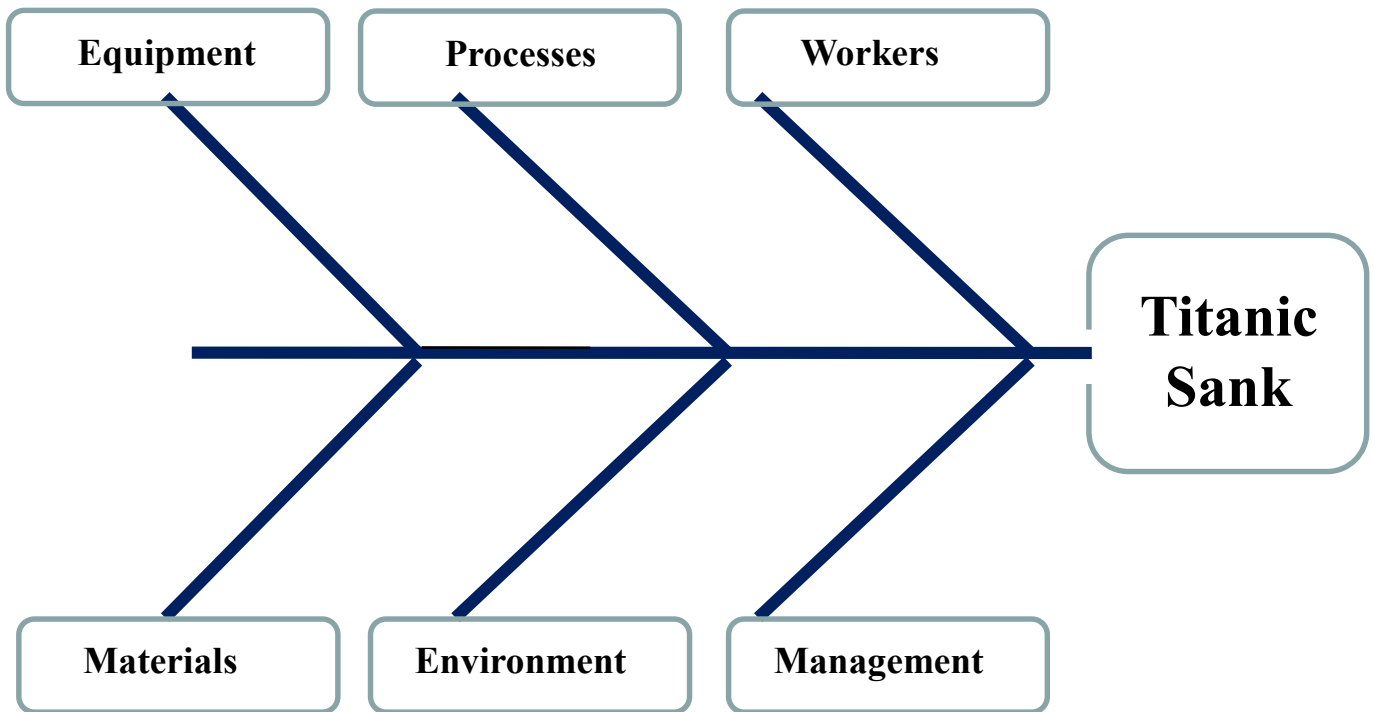 Equipment
Processes
Workers
Titanic
Sank
Materials
Environment
Management